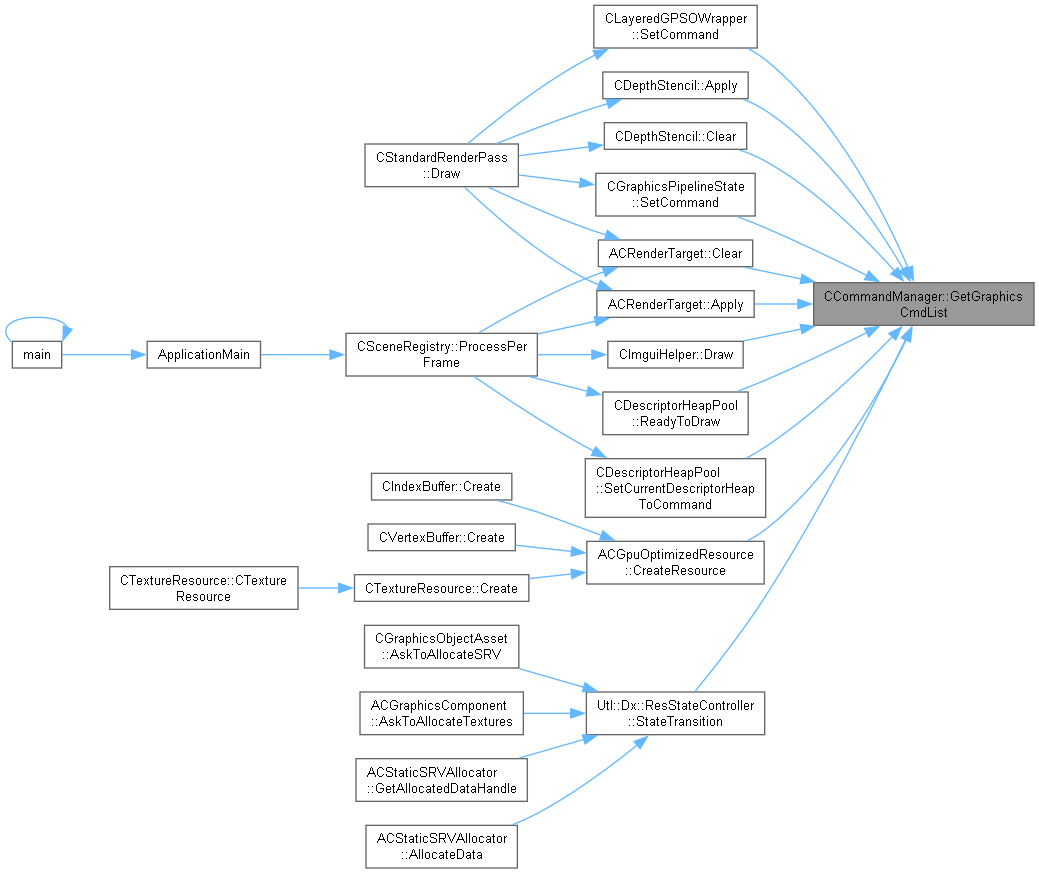 CLayeredGPSOWrapper
::SetCommand
CDepthStencil::Apply
CDepthStencil::Clear
CStandardRenderPass
::Draw
CGraphicsPipelineState
::SetCommand
ACRenderTarget::Clear
ACRenderTarget::Apply
CCommandManager::GetGraphics
CmdList
main
ApplicationMain
CSceneRegistry::ProcessPer
Frame
CImguiHelper::Draw
CDescriptorHeapPool
::ReadyToDraw
CDescriptorHeapPool
::SetCurrentDescriptorHeap
ToCommand
CIndexBuffer::Create
CVertexBuffer::Create
ACGpuOptimizedResource
::CreateResource
CTextureResource::CTexture
Resource
CTextureResource::Create
CGraphicsObjectAsset
::AskToAllocateSRV
ACGraphicsComponent
::AskToAllocateTextures
Utl::Dx::ResStateController
::StateTransition
ACStaticSRVAllocator
::GetAllocatedDataHandle
ACStaticSRVAllocator
::AllocateData